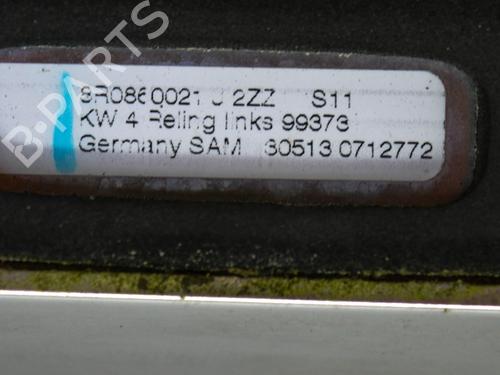 8R0860021 J 2ZZ S11
KW 4 Reling links 99373
Germany SAM 30513 0712772
B-PARTS